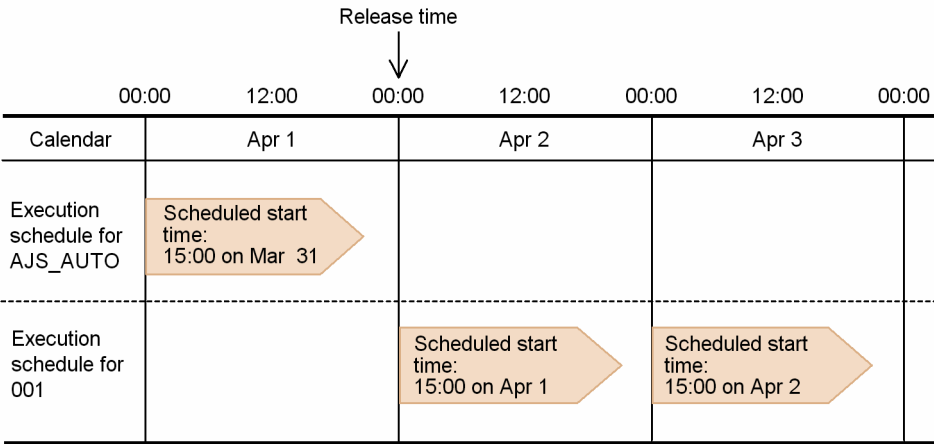 Release time
00:00 12:00 00:00 12:00 00:00 12:00 00:00
Calendar Apr 1 Apr 2 Apr 3
Execution
schedule for
AJS_AUTO
Scheduled start
time:
15:00 on Mar 31
Execution
schedule for
001
Scheduled start
time:
15:00 on Apr 1
Scheduled start
time:
15:00 on Apr 2